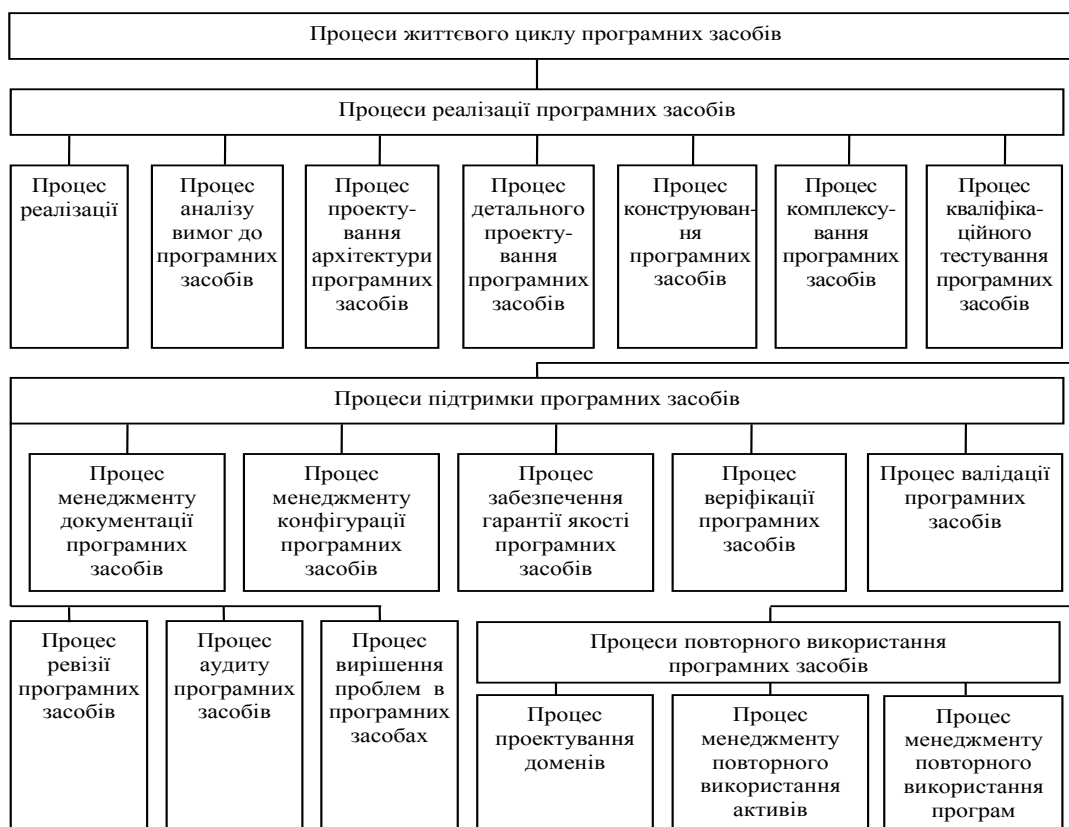 Процеси життєвого циклу програмних засобів
Процеси реалізації програмних засобів
Процес
реалізації
Процес
аналізу
вимог до
програмних
засобів
Процес
проекту-
вання
архітектури
програмних
засобів
Процес
детального
проекту-
вання
програмних
засобів
Процес
конструюван-
ня
програмних
засобів
Процес
комплексу-
вання
програмних
засобів
Процес
кваліфіка-
ційного
тестування
програмних
засобів
Процеси підтримки програмних засобів
Процес
менеджменту
документації
програмних
засобів
Процес
менеджменту
конфігурації
програмних
засобів
Процес
забезпечення
гарантії якості
програмних
засобів
Процес
веріфікації
програмних
засобів
Процес валідації
програмних
засобів
Процес
ревізії
програмних
засобів
Процес
аудиту
програмних
засобів
Процес
вирішення
проблем в
програмних
засобах
Процеси повторного використання
програмних засобів
Процес
проектування
доменів
Процес
менеджменту
повторного
використання
активів
Процес
менеджменту
повторного
використання
програм